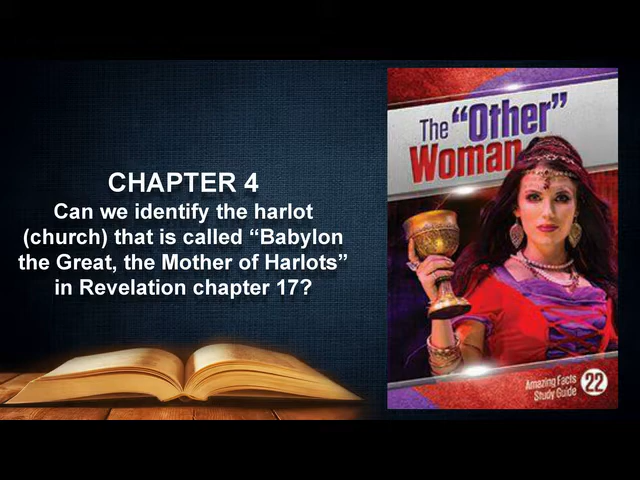 CHAPTER 4
Can we identify the harlot
(church) that is called “Babylon
the Great, the Mother of Harlots”
in Revelation chapter 17?
The “Other”
Woman
Amazing Facts
Study Guide
22